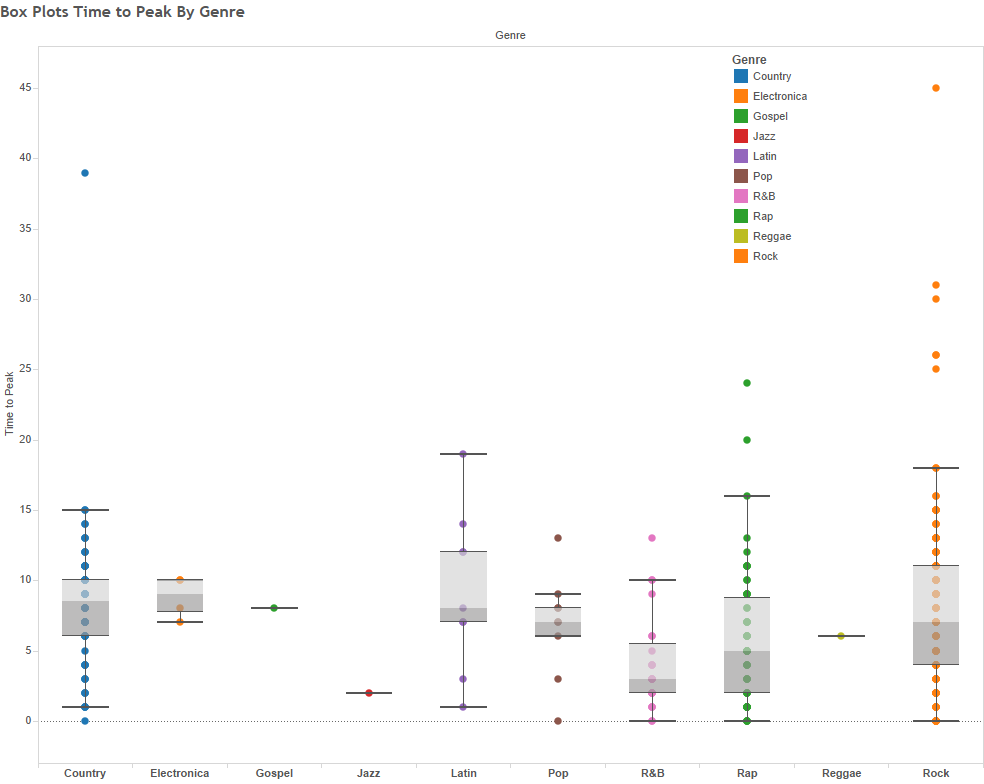 Box Plots Time to Peak By Genre
Genre
Genre
Country
Electronica
Gospel
Jazz
Latin
Pop
R&B
Rap
Reggae
Rock
45
40
35
30
25
20
15
10
5
0
Time to Peak
Country Electronica Gospel Jazz Latin Pop R&B Rap Reggae Rock